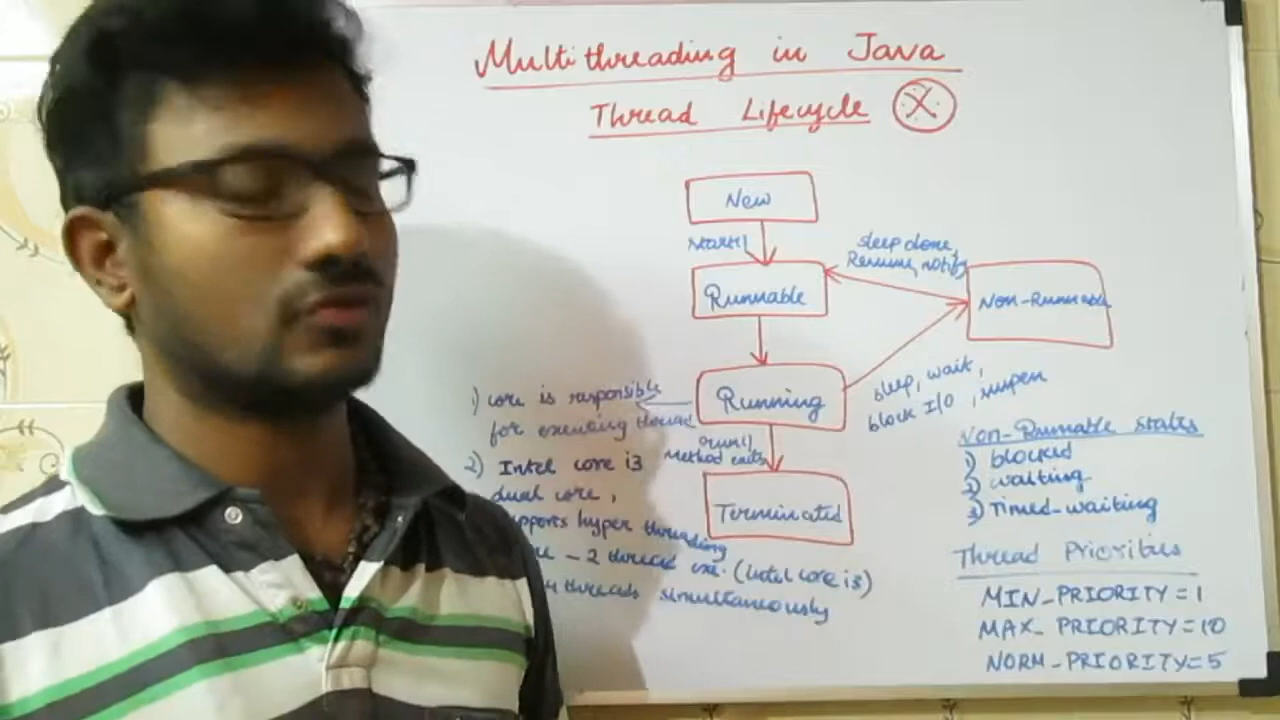 Multithreading in Java
Thread Lifecycle X
New
start()
Runnable
sleep done,
Resume, notify
Non-Runnable
Running
sleep, wait,
block I/O, suspen
run()
Method exits
Terminated
1) core is responsible
for executing thread
2) Intel core i3
dual core,
supports hyper threading
- 2 thread exe. (Intel core i3)
4 threads simultaneously
Non-Runnable States
1) blocked
2) waiting
3) Timed-waiting
Thread Priorities
MIN_PRIORITY = 1
MAX_PRIORITY = 10
NORM_PRIORITY = 5